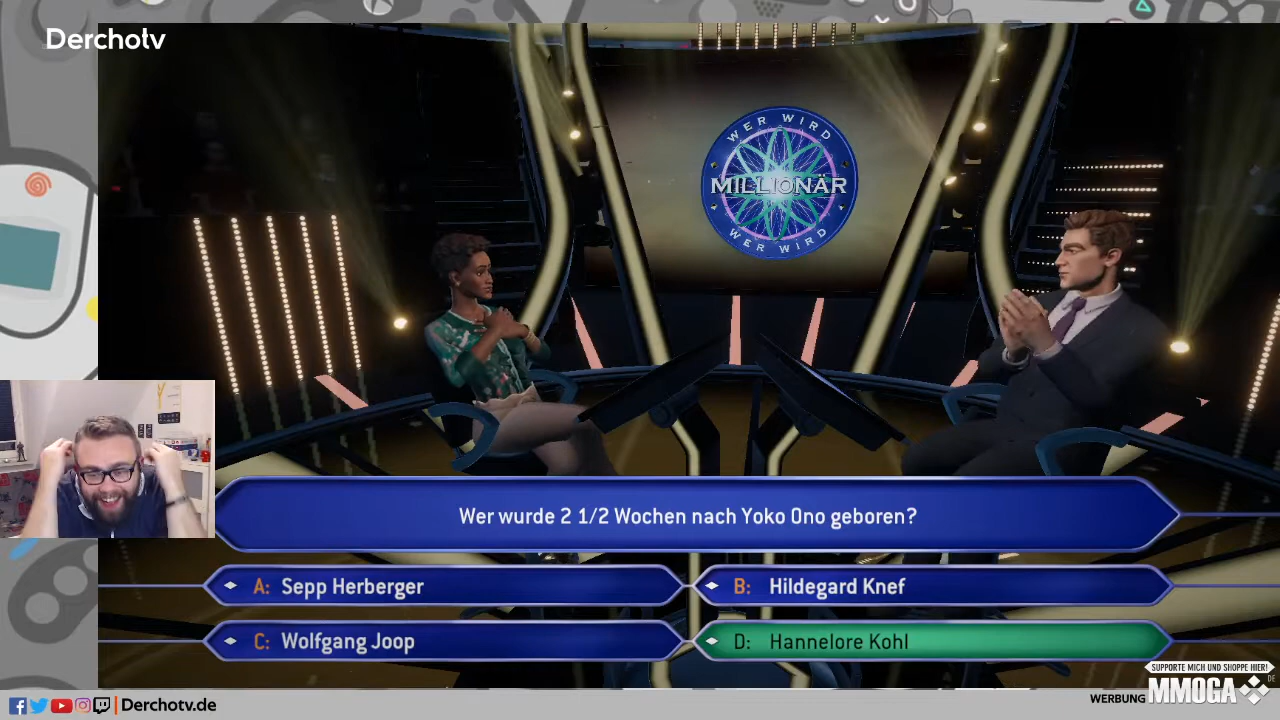 Derchotv
WER WIRD
MILLIONÄR
WER WIRD
Wer wurde 2 1/2 Wochen nach Yoko Ono geboren?
A: Sepp Herberger
B: Hildegard Knef
C: Wolfgang Joop
D: Hannelore Kohl
SUPPORTE MICH UND SHOPPE HIER!
WERBUNG MMOGA .DE
Derchotv.de